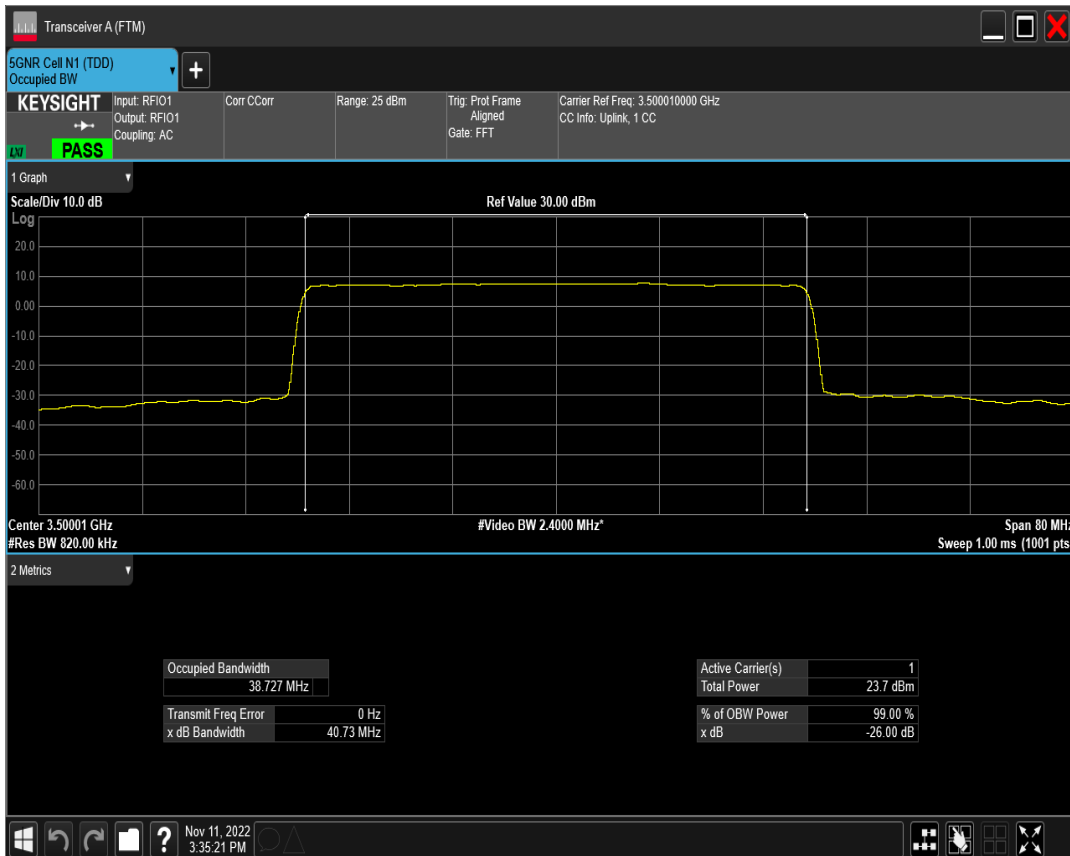 Transceiver A (FTM)
5GNR Cell N1 (TDD)
Occupied BW
+
KEYSIGHT
LXI
PASS
Input: RFIO1
Output: RFIO1
Coupling: AC
Corr CCorr
Range: 25 dBm
Trig: Prot Frame
Aligned
Gate: FFT
Carrier Ref Freq: 3.500010000 GHz
CC Info: Uplink, 1 CC
1 Graph
Scale/Div 10.0 dB
Ref Value 30.00 dBm
Log
20.0
10.0
0.00
-10.0
-20.0
-30.0
-40.0
-50.0
-60.0
Center 3.50001 GHz
#Video BW 2.4000 MHz*
Span 80 MHz
#Res BW 820.00 kHz
Sweep 1.00 ms (1001 pts
2 Metrics
Occupied Bandwidth
38.727 MHz
Transmit Freq Error 0 Hz
x dB Bandwidth 40.73 MHz
Active Carrier(s) 1
Total Power 23.7 dBm
% of OBW Power 99.00 %
x dB -26.00 dB
?
Nov 11, 2022
3:35:21 PM